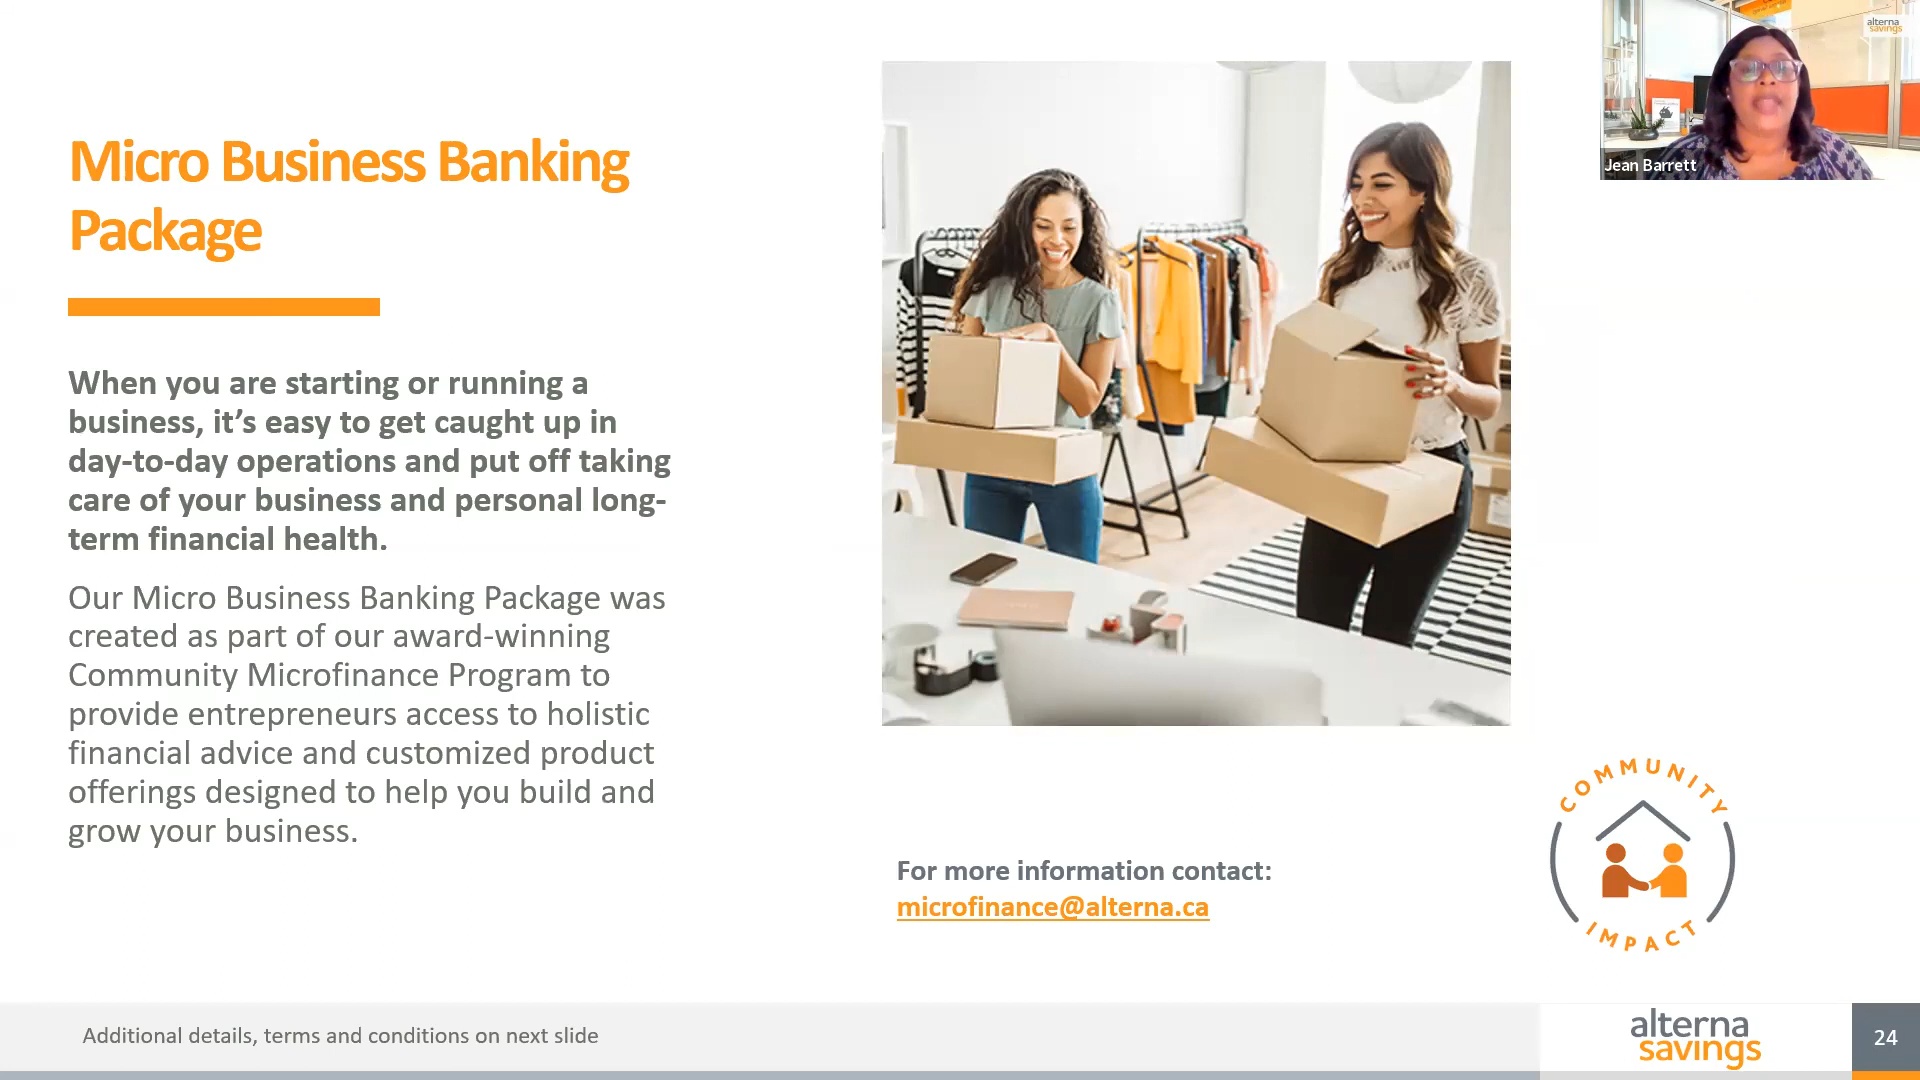 Micro Business Banking
Package
When you are starting or running a
business, it’s easy to get caught up in
day-to-day operations and put off taking
care of your business and personal long-
term financial health.
Our Micro Business Banking Package was
created as part of our award-winning
Community Microfinance Program to
provide entrepreneurs access to holistic
financial advice and customized product
offerings designed to help you build and
grow your business.
alterna
savings
Jean Barrett
For more information contact:
microfinance@alterna.ca
COMMUNITY
IMPACT
Additional details, terms and conditions on next slide
alterna
savings
24